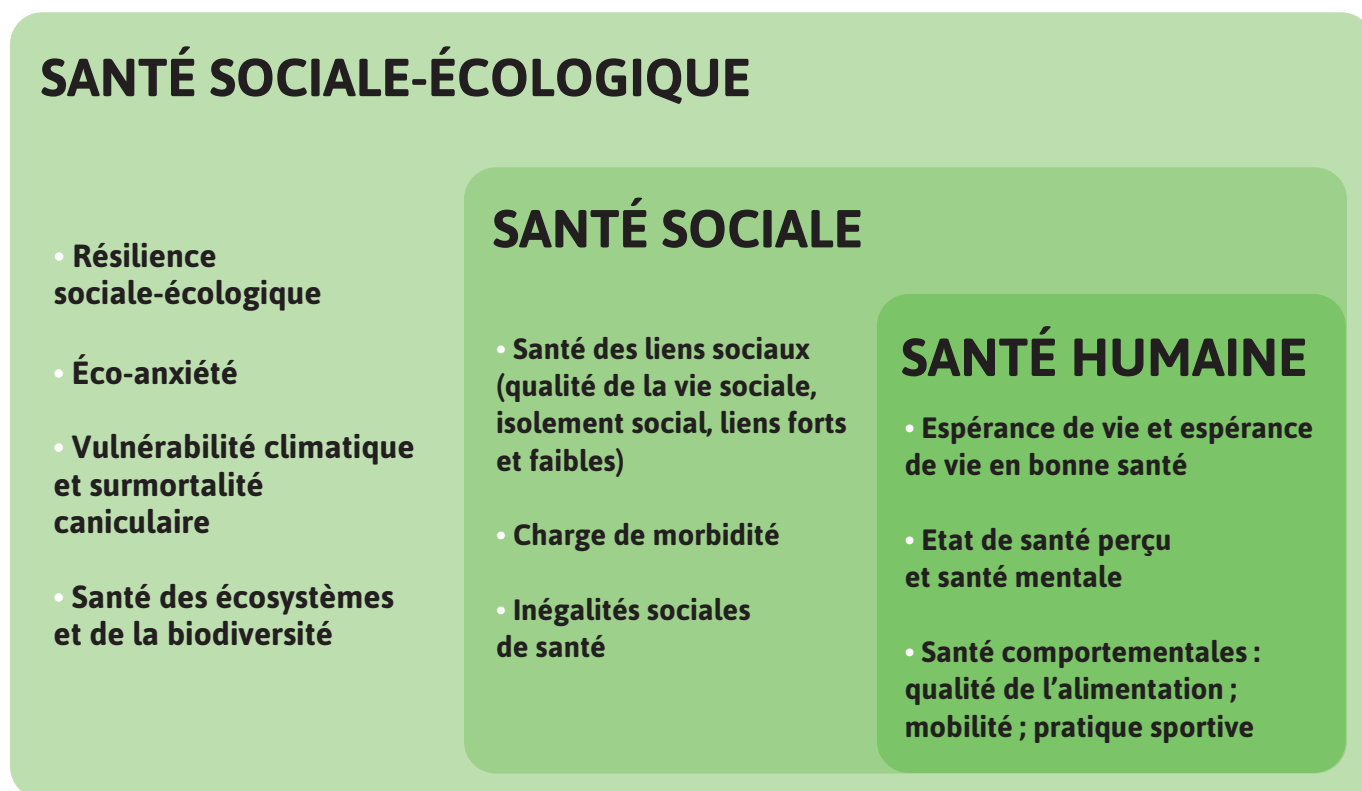 SANTÉ SOCIALE-ÉCOLOGIQUE
• Résilience
sociale-écologique
• Éco-anxiété
• Vulnérabilité climatique
et surmortalité
caniculaire
• Santé des écosystèmes
et de la biodiversité
SANTÉ SOCIALE
• Santé des liens sociaux
(qualité de la vie sociale,
isolement social, liens forts
et faibles)
• Charge de morbidité
• Inégalités sociales
de santé
SANTÉ HUMAINE
• Espérance de vie et espérance
de vie en bonne santé
• Etat de santé perçu
et santé mentale
• Santé comportementales :
qualité de l’alimentation ;
mobilité ; pratique sportive